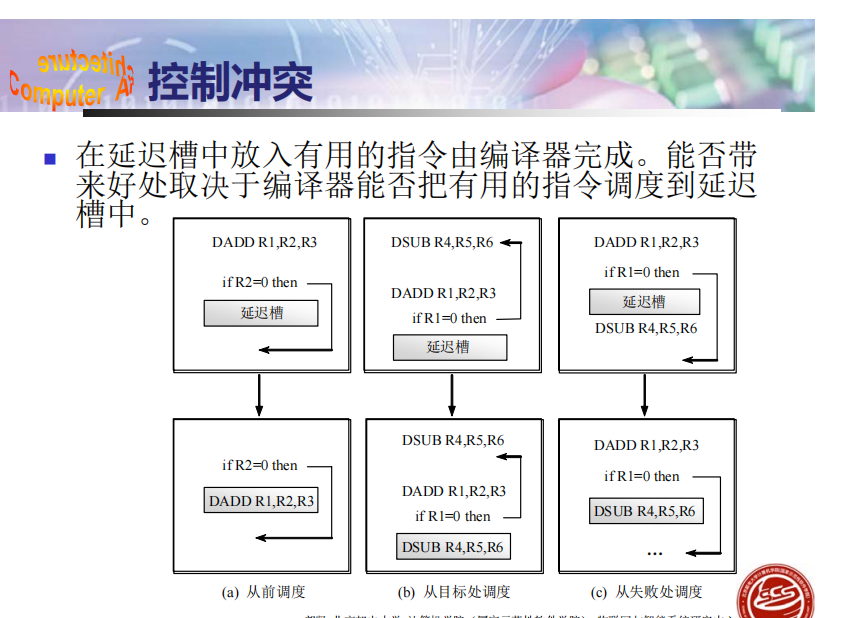 Computer Architecture
控制冲突
在延迟槽中放入有用的指令由编译器完成。能否带
来好处取决于编译器能否把有用的指令调度到延迟
槽中。
DADD R1,R2,R3
if R2=0 then
延迟槽
DSUB R4,R5,R6
DADD R1,R2,R3
if R1=0 then
延迟槽
DADD R1,R2,R3
if R1=0 then
延迟槽
DSUB R4,R5,R6
if R2=0 then
DADD R1,R2,R3
DSUB R4,R5,R6
DADD R1,R2,R3
if R1=0 then
DSUB R4,R5,R6
DADD R1,R2,R3
if R1=0 then
DSUB R4,R5,R6
...
(a) 从前调度
(b) 从目标处调度
(c) 从失败处调度